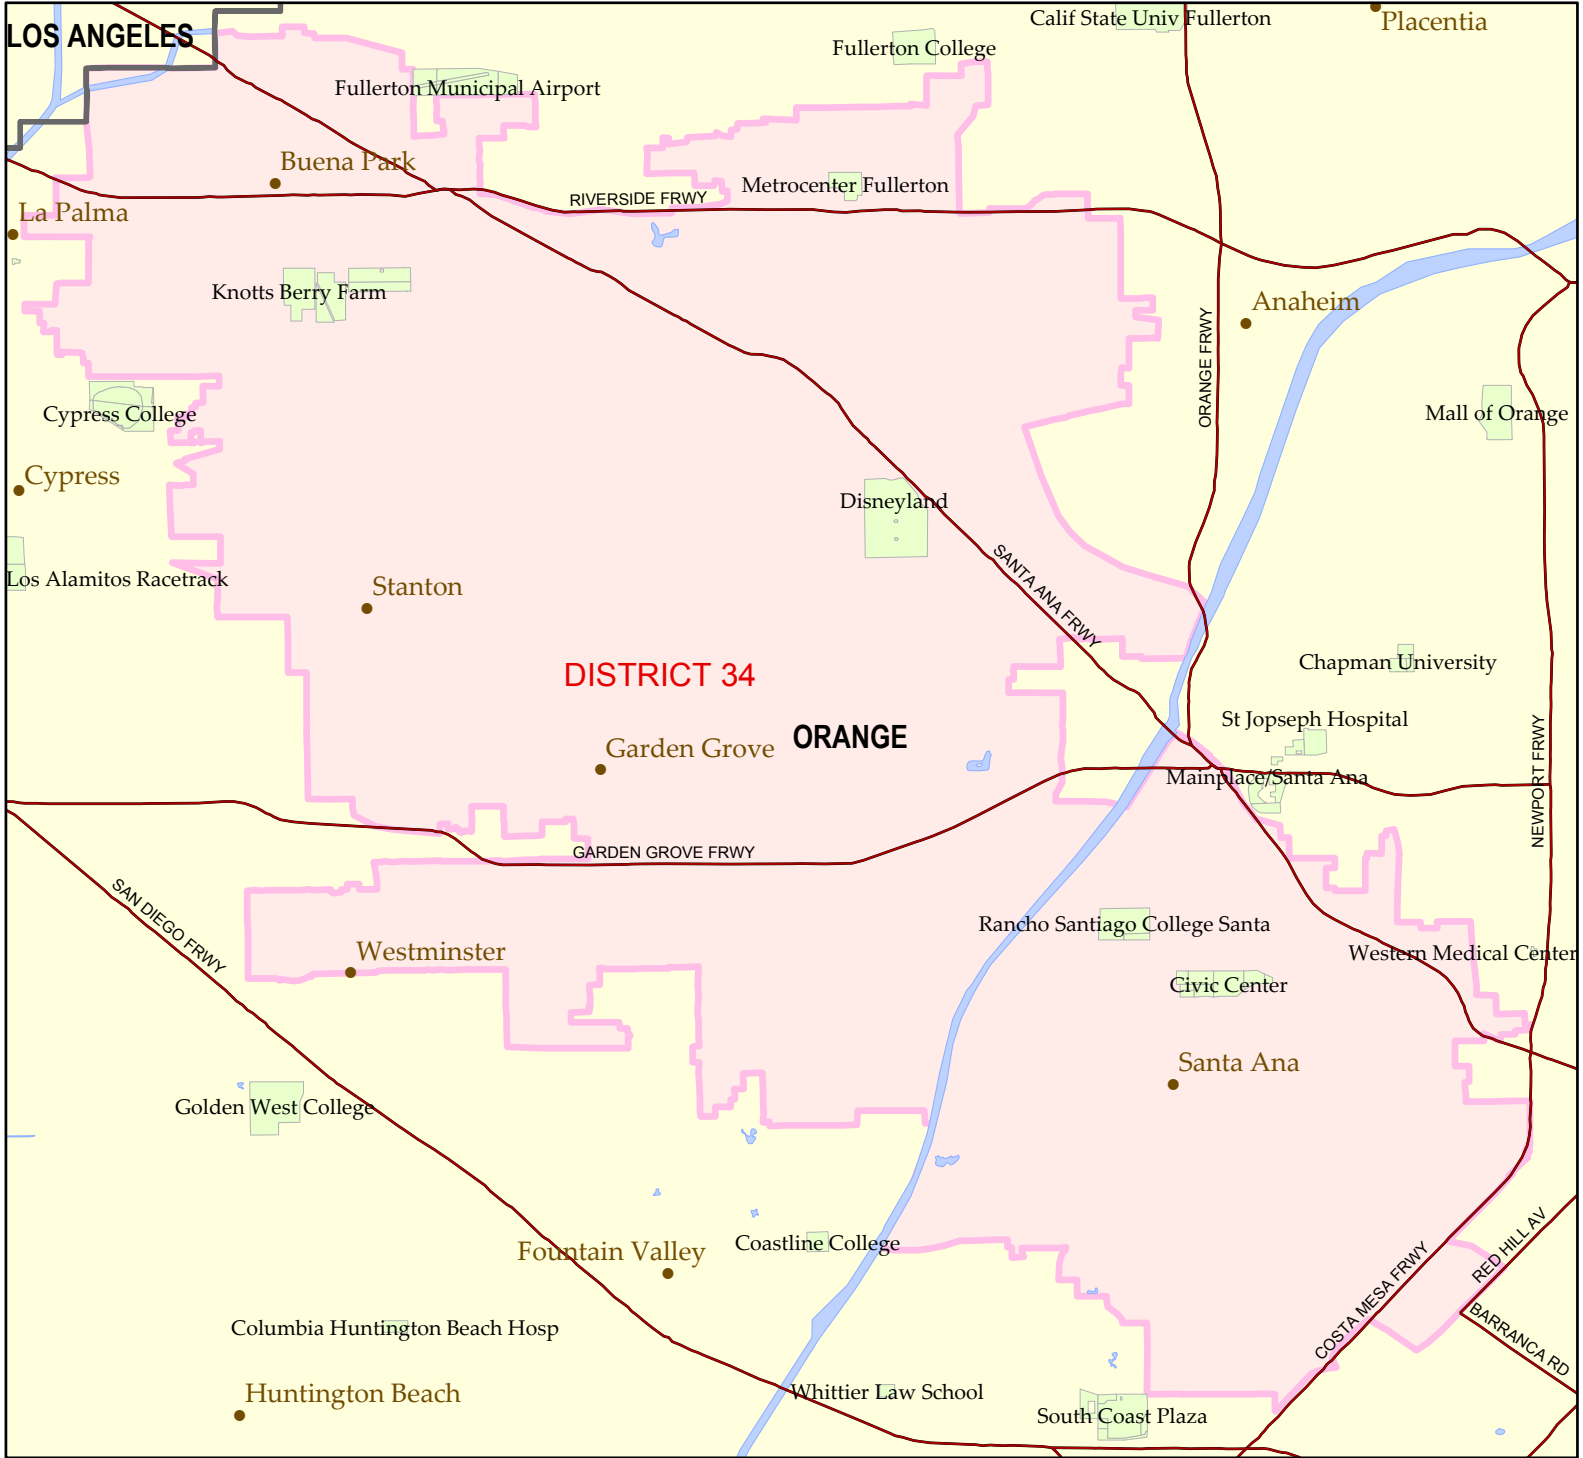 LOS ANGELES
Calif State Univ Fullerton
Placentia
Fullerton College
Fullerton Municipal Airport
Buena Park
Metrocenter Fullerton
RIVERSIDE FRWY
La Palma
Knotts Berry Farm
Anaheim
ORANGE FRWY
Cypress College
Mall of Orange
Cypress
Disneyland
Los Alamitos Racetrack
Stanton
SANTA ANA FRWY
DISTRICT 34
Chapman University
St Jopseph Hospital
Garden Grove
ORANGE
Mainplace/Santa Ana
NEWPORT FRWY
GARDEN GROVE FRWY
SAN DIEGO FRWY
Rancho Santiago College Santa
Westminster
Western Medical Center
Civic Center
Santa Ana
Golden West College
Fountain Valley
Coastline College
RED HILL AV
COSTA MESA FRWY
Columbia Huntington Beach Hosp
BARRANCA RD
Huntington Beach
Whittier Law School
South Coast Plaza